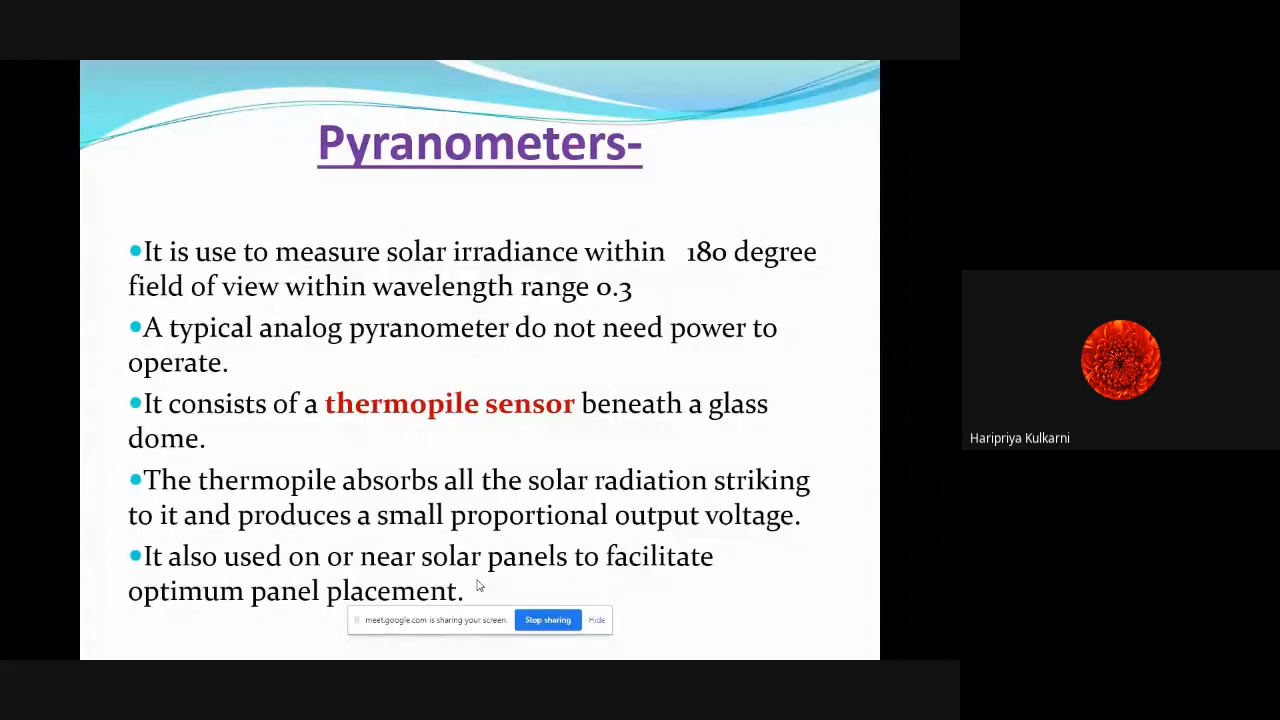 Pyranometers-
•It is use to measure solar irradiance within 180 degree
field of view within wavelength range 0.3
•A typical analog pyranometer do not need power to
operate.
•It consists of a thermopile sensor beneath a glass
dome.
•The thermopile absorbs all the solar radiation striking
to it and produces a small proportional output voltage.
•It also used on or near solar panels to facilitate
optimum panel placement.
meet.google.com is sharing your screen. Stop sharing Hide
Haripriya Kulkarni